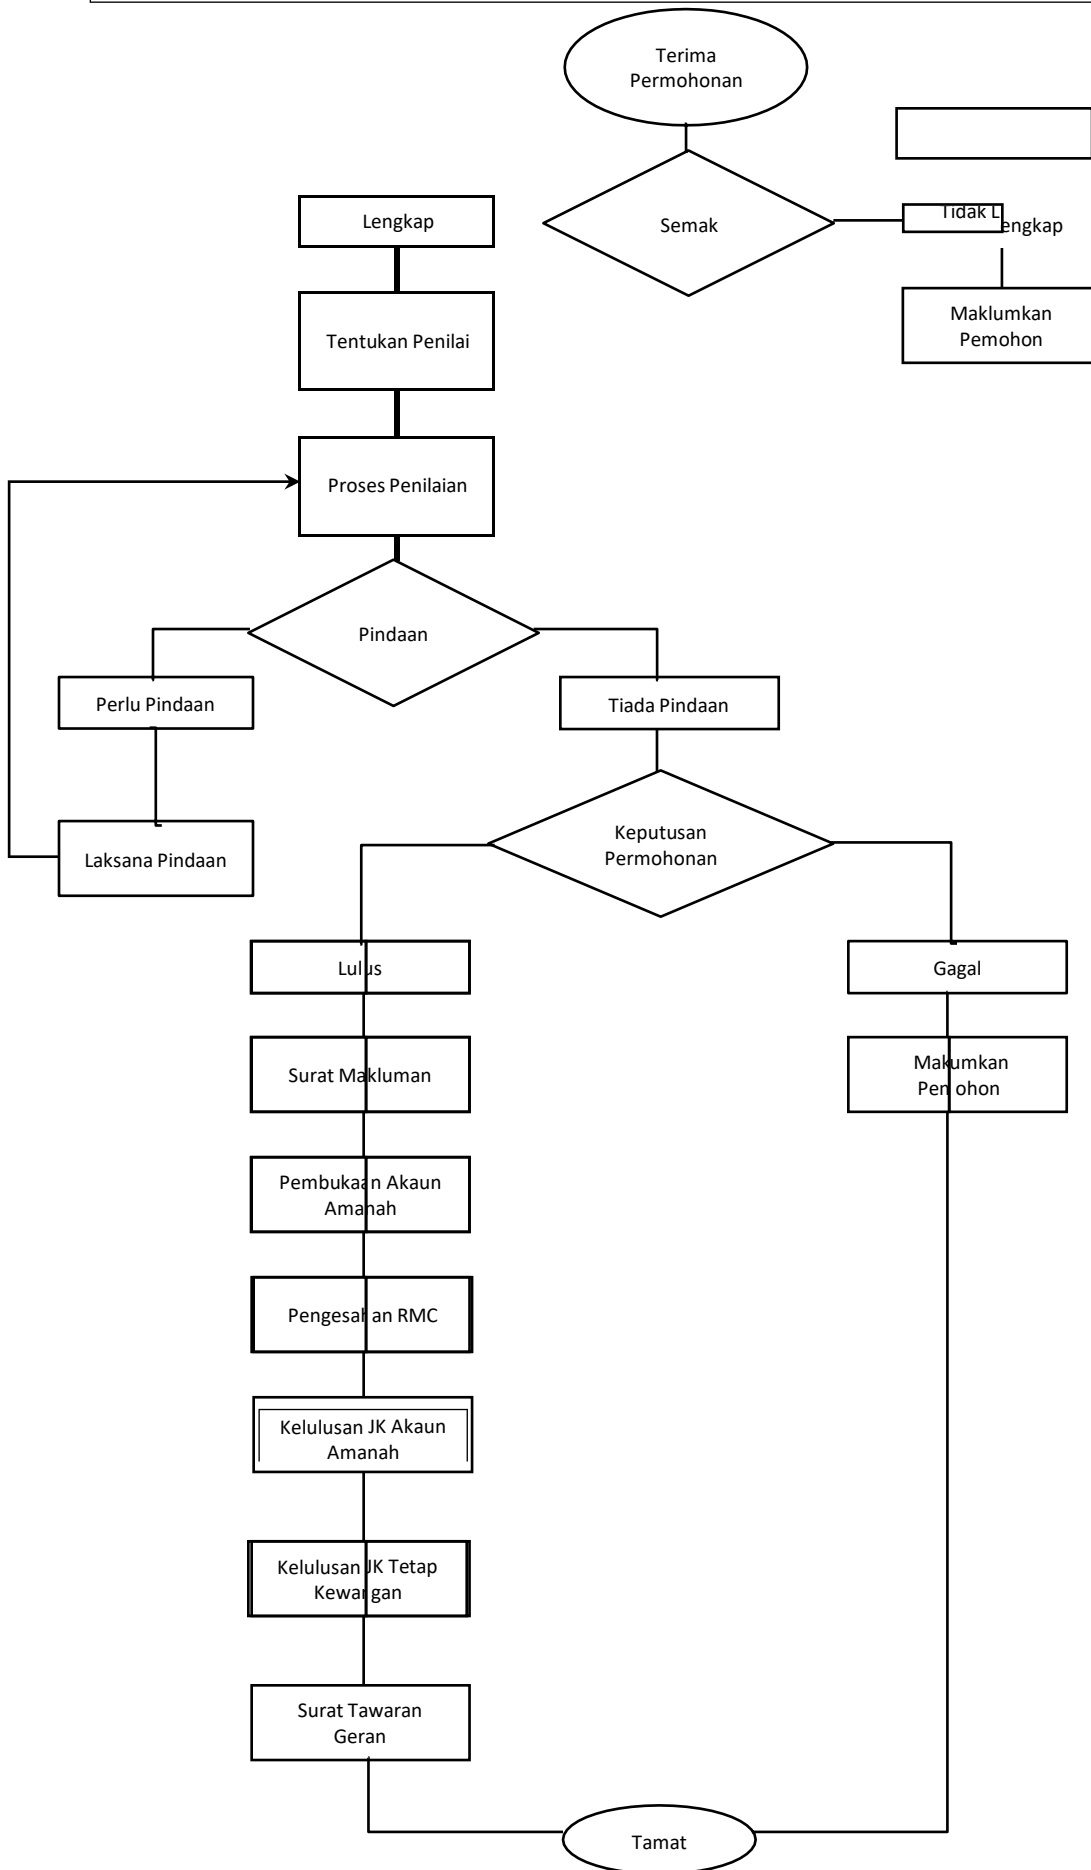 Terima
Permohonan
Semak
Lengkap
Tidak Lengkap
Tentukan Penilai
Maklumkan
Pemohon
Proses Penilaian
Pindaan
Perlu Pindaan
Tiada Pindaan
Laksana Pindaan
Keputusan
Permohonan
Lulus
Gagal
Surat Makluman
Makumkan
Pemohon
Pembukaan Akaun
Amanah
Pengesahan RMC
Kelulusan JK Akaun
Amanah
Kelulusan JK Tetap
Kewangan
Surat Tawaran
Geran
Tamat